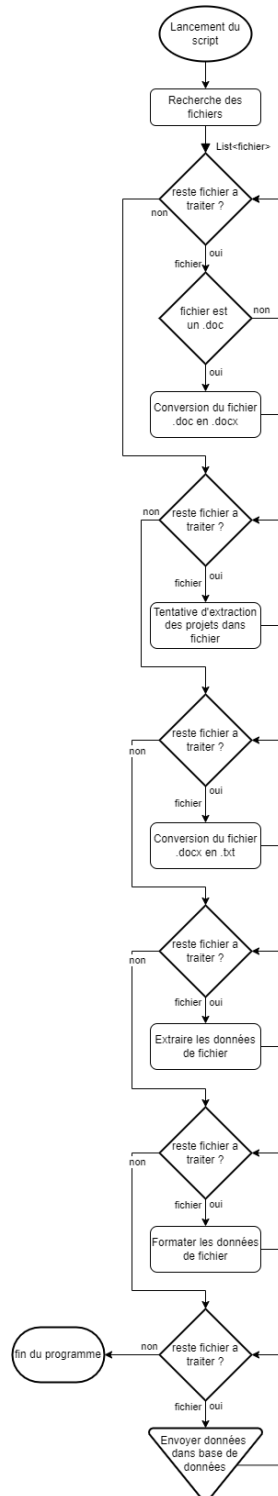 Lancement du
script
Recherche des
fichiers
List<fichier>
reste fichier a
traiter ?
non
oui
fichier
fichier est
un .doc
non
oui
Conversion du fichier
.doc en .docx
reste fichier a
traiter ?
non
oui
fichier
Tentative d'extraction
des projets dans
fichier
reste fichier a
traiter ?
non
oui
fichier
Conversion du fichier
.docx en .txt
reste fichier a
traiter ?
non
fichier
oui
Extraire les données
de fichier
reste fichier a
traiter ?
non
fichier
oui
Formater les données
de fichier
reste fichier a
traiter ?
non
fin du programme
fichier
oui
Envoyer données
dans base de
données